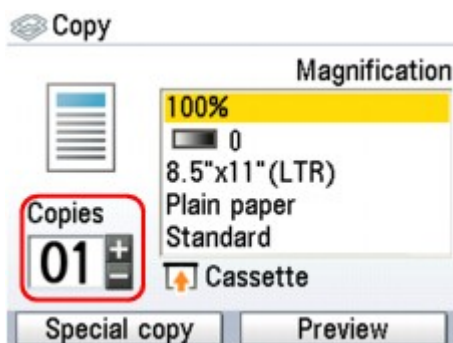 Copy
Magnification
100%
0
8.5"x11"(LTR)
Plain paper
Standard
Copies
01 + -
Cassette
Special copy
Preview